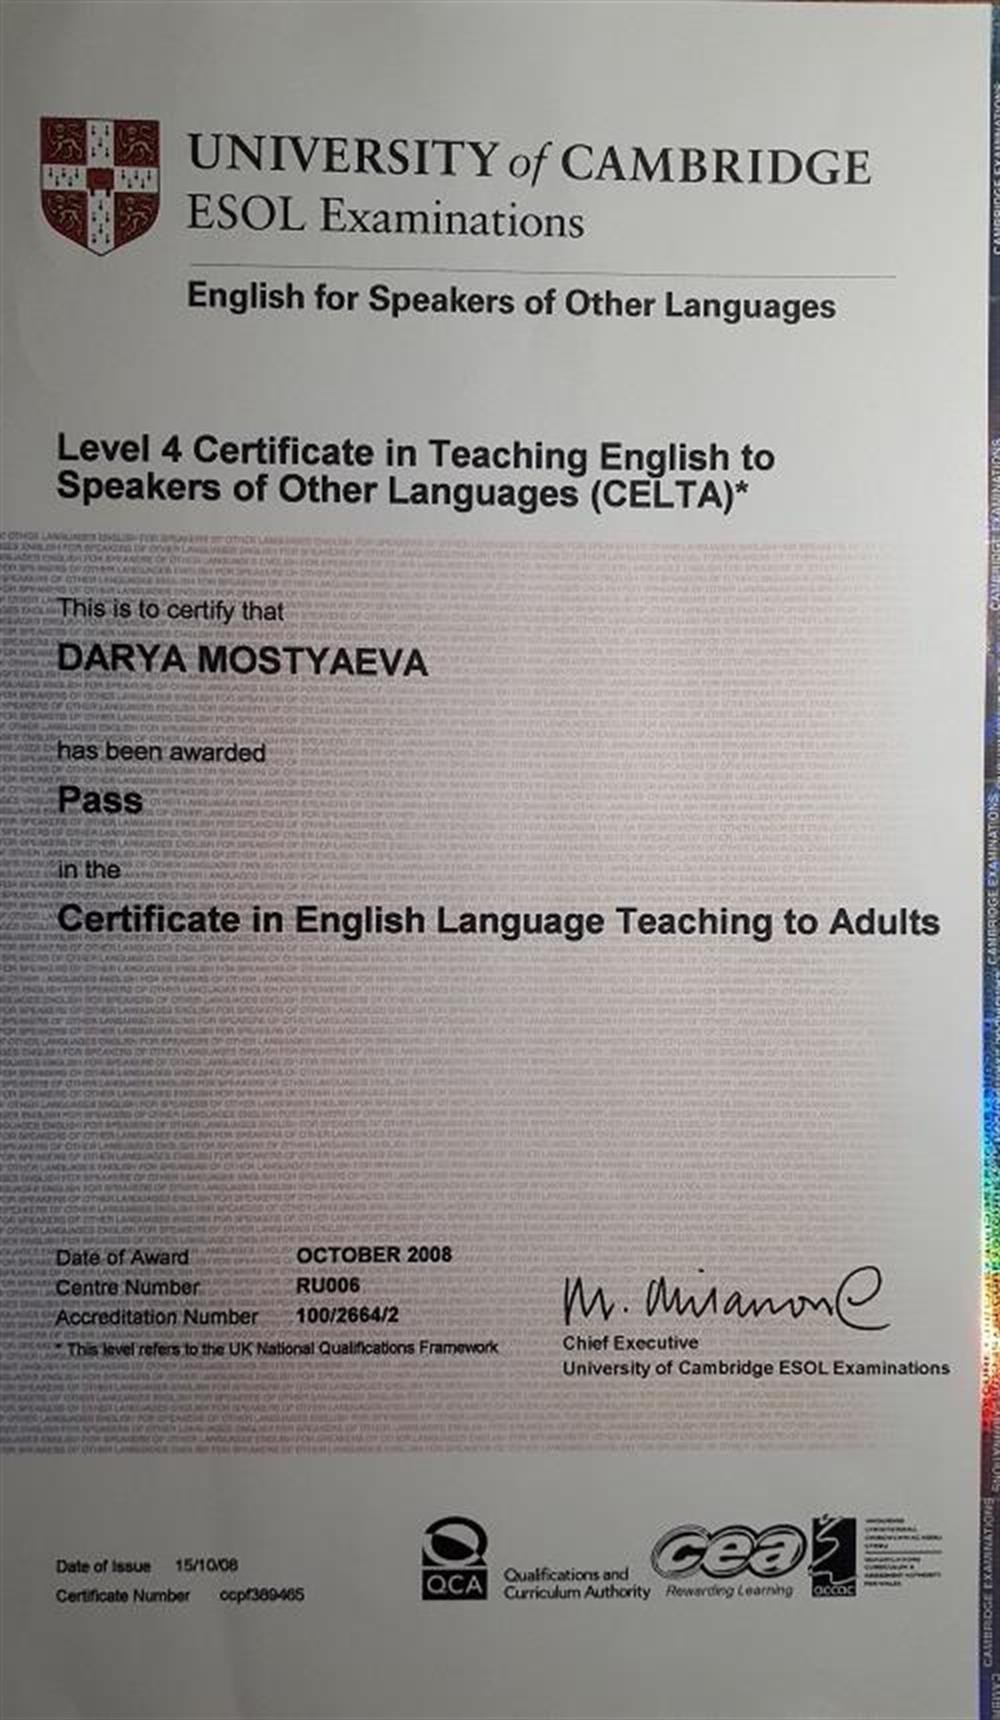 UNIVERSITY of CAMBRIDGE
ESOL Examinations
English for Speakers of Other Languages
Level 4 Certificate in Teaching English to
Speakers of Other Languages (CELTA)*
This is to certify that
DARYA MOSTYAEVA
has been awarded
Pass
in the
Certificate in English Language Teaching to Adults
Date of Award OCTOBER 2008
Centre Number RU006
Accreditation Number 100/2664/2
* This level refers to the UK National Qualifications Framework
Chief Executive
University of Cambridge ESOL Examinations
Date of Issue 15/10/08
Certificate Number ccpf389465
QCA
Qualifications and
Curriculum Authority
cea
Rewarding Learning
accac
CAMBRIDGE EXAMINATIONS